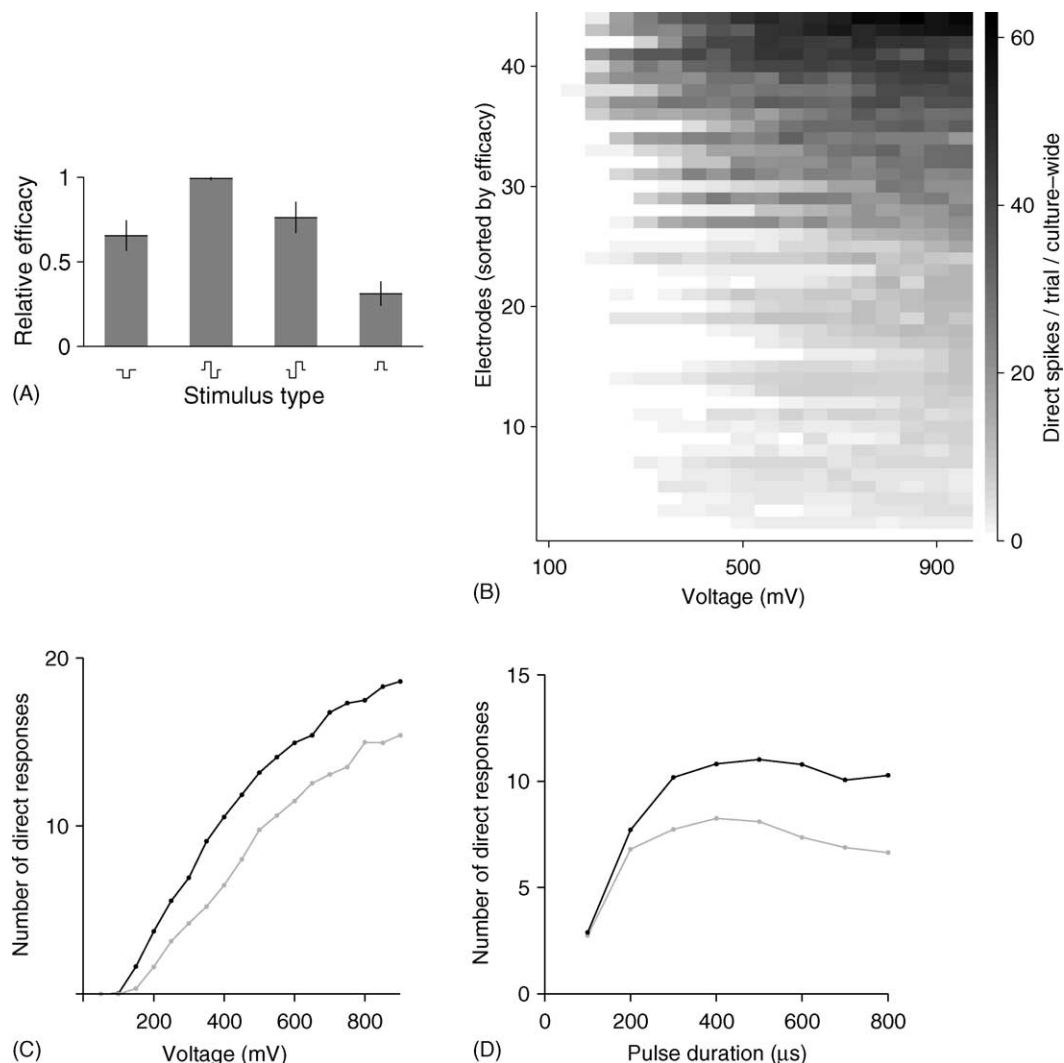 1
0.5
0
Relative efficacy
Stimulus type
(A)
40
30
20
10
Electrodes (sorted by efficacy)
100
500
900
Voltage (mV)
60
40
20
0
Direct spikes / trial / culture–wide
(B)
20
10
Number of direct responses
200
400
600
800
Voltage (mV)
(C)
15
10
5
0
Number of direct responses
0
200
400
600
800
Pulse duration (μs)
(D)